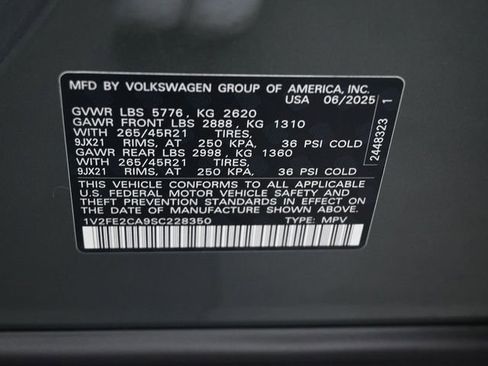 MFD BY VOLKSWAGEN GROUP OF AMERICA, INC.
USA 06/2025
GVWR LBS 5776, KG 2620
GAWR FRONT LBS 2888, KG 1310
WITH 265/45R21 TIRES,
9JX21 RIMS, AT 250 KPA, 36 PSI COLD
GAWR REAR LBS 2998, KG 1360
WITH 265/45R21 TIRES,
9JX21 RIMS, AT 250 KPA, 36 PSI COLD
THIS VEHICLE CONFORMS TO ALL APPLICABLE
U.S. FEDERAL MOTOR VEHICLE SAFETY AND
THEFT PREVENTION STANDARDS IN EFFECT ON THE
DATE OF MANUFACTURE SHOWN ABOVE.
1V2FE2CA9SC228350 TYPE: MPV
2448323 1